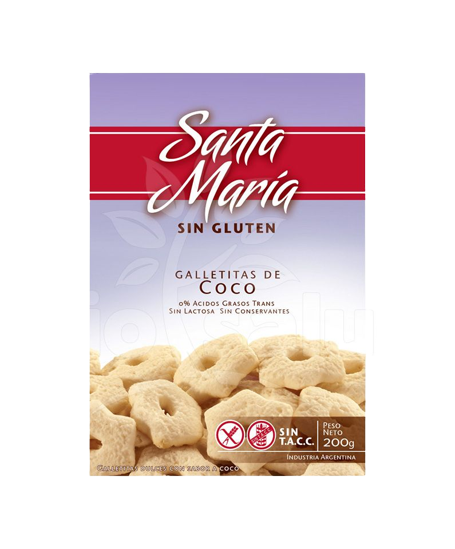 Santa
María
SIN GLUTEN
GALLETITAS DE
COCO
0% ACIDOS GRASOS TRANS
SIN LACTOSA SIN CONSERVANTES
SIN
T.A.C.C.
PESO
NETO
200g
INDUSTRIA ARGENTINA
GALLETITAS DULCES CON SABOR A COCO